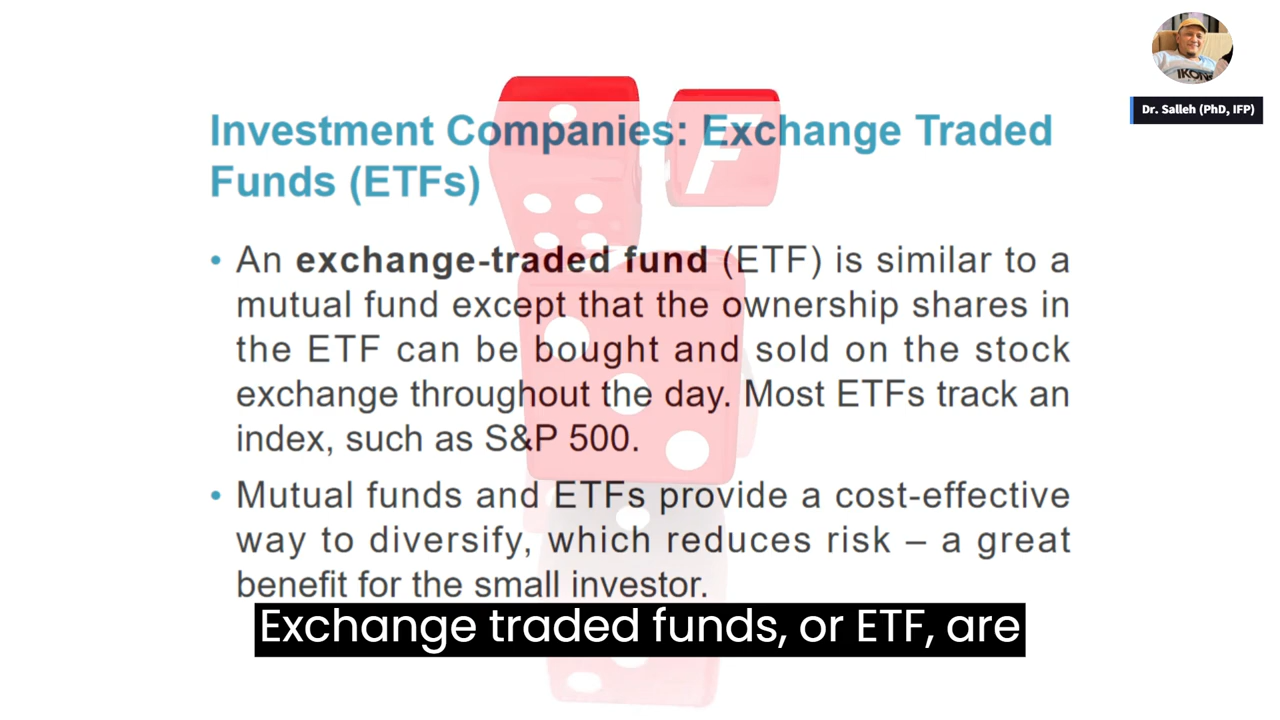 IKON
Dr. Salleh (PhD, IFP)
F
Investment Companies: Exchange Traded
Funds (ETFs)
• An exchange-traded fund (ETF) is similar to a
mutual fund except that the ownership shares in
the ETF can be bought and sold on the stock
exchange throughout the day. Most ETFs track an
index, such as S&P 500.
• Mutual funds and ETFs provide a cost-effective
way to diversify, which reduces risk – a great
benefit for the small investor.
Exchange traded funds, or ETF, are